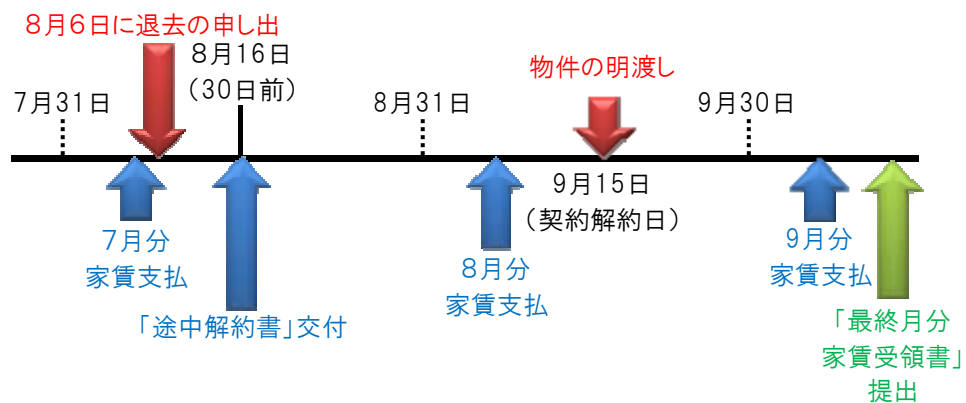 8月6日に退去の申し出
8月16日
（30日前）
物件の明渡し
7月31日
8月31日
9月30日
9月15日
（契約解約日）
7月分
家賃支払
8月分
家賃支払
9月分
家賃支払
「途中解約書」交付
「最終月分
家賃受領書」
提出